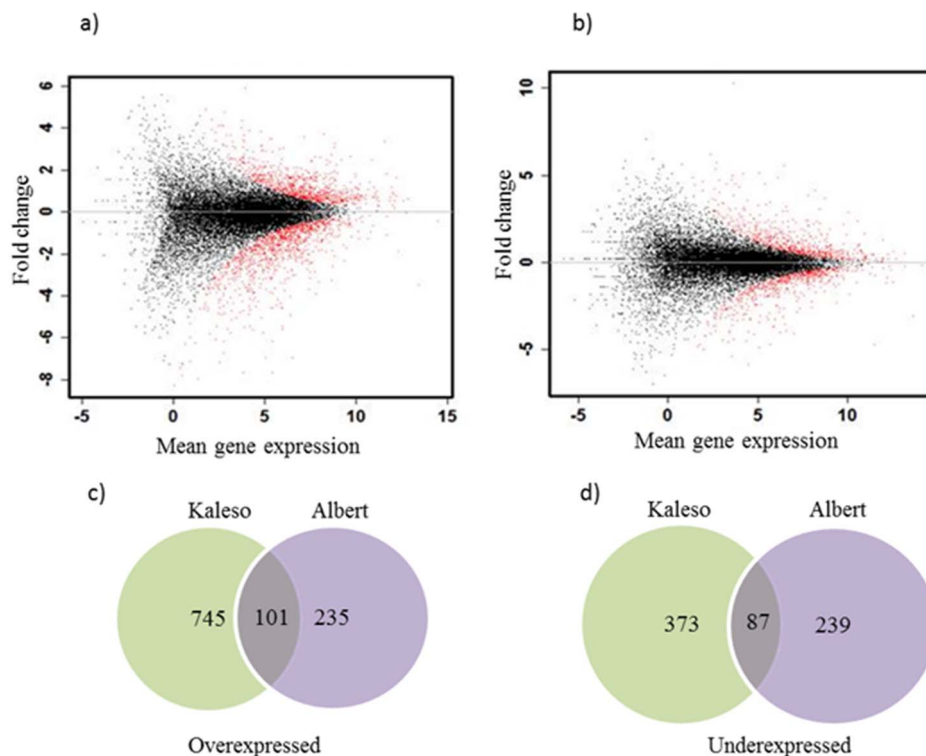 a)
b)
6
4
2
0
-2
-4
-6
-8
Fold change
-5 0 5 10 15
Mean gene expression
10
5
0
-5
Fold change
-5 0 5 10
Mean gene expression
c)
Kaleso Albert
745 101 235
Overexpressed
d)
Kaleso Albert
373 87 239
Underexpressed